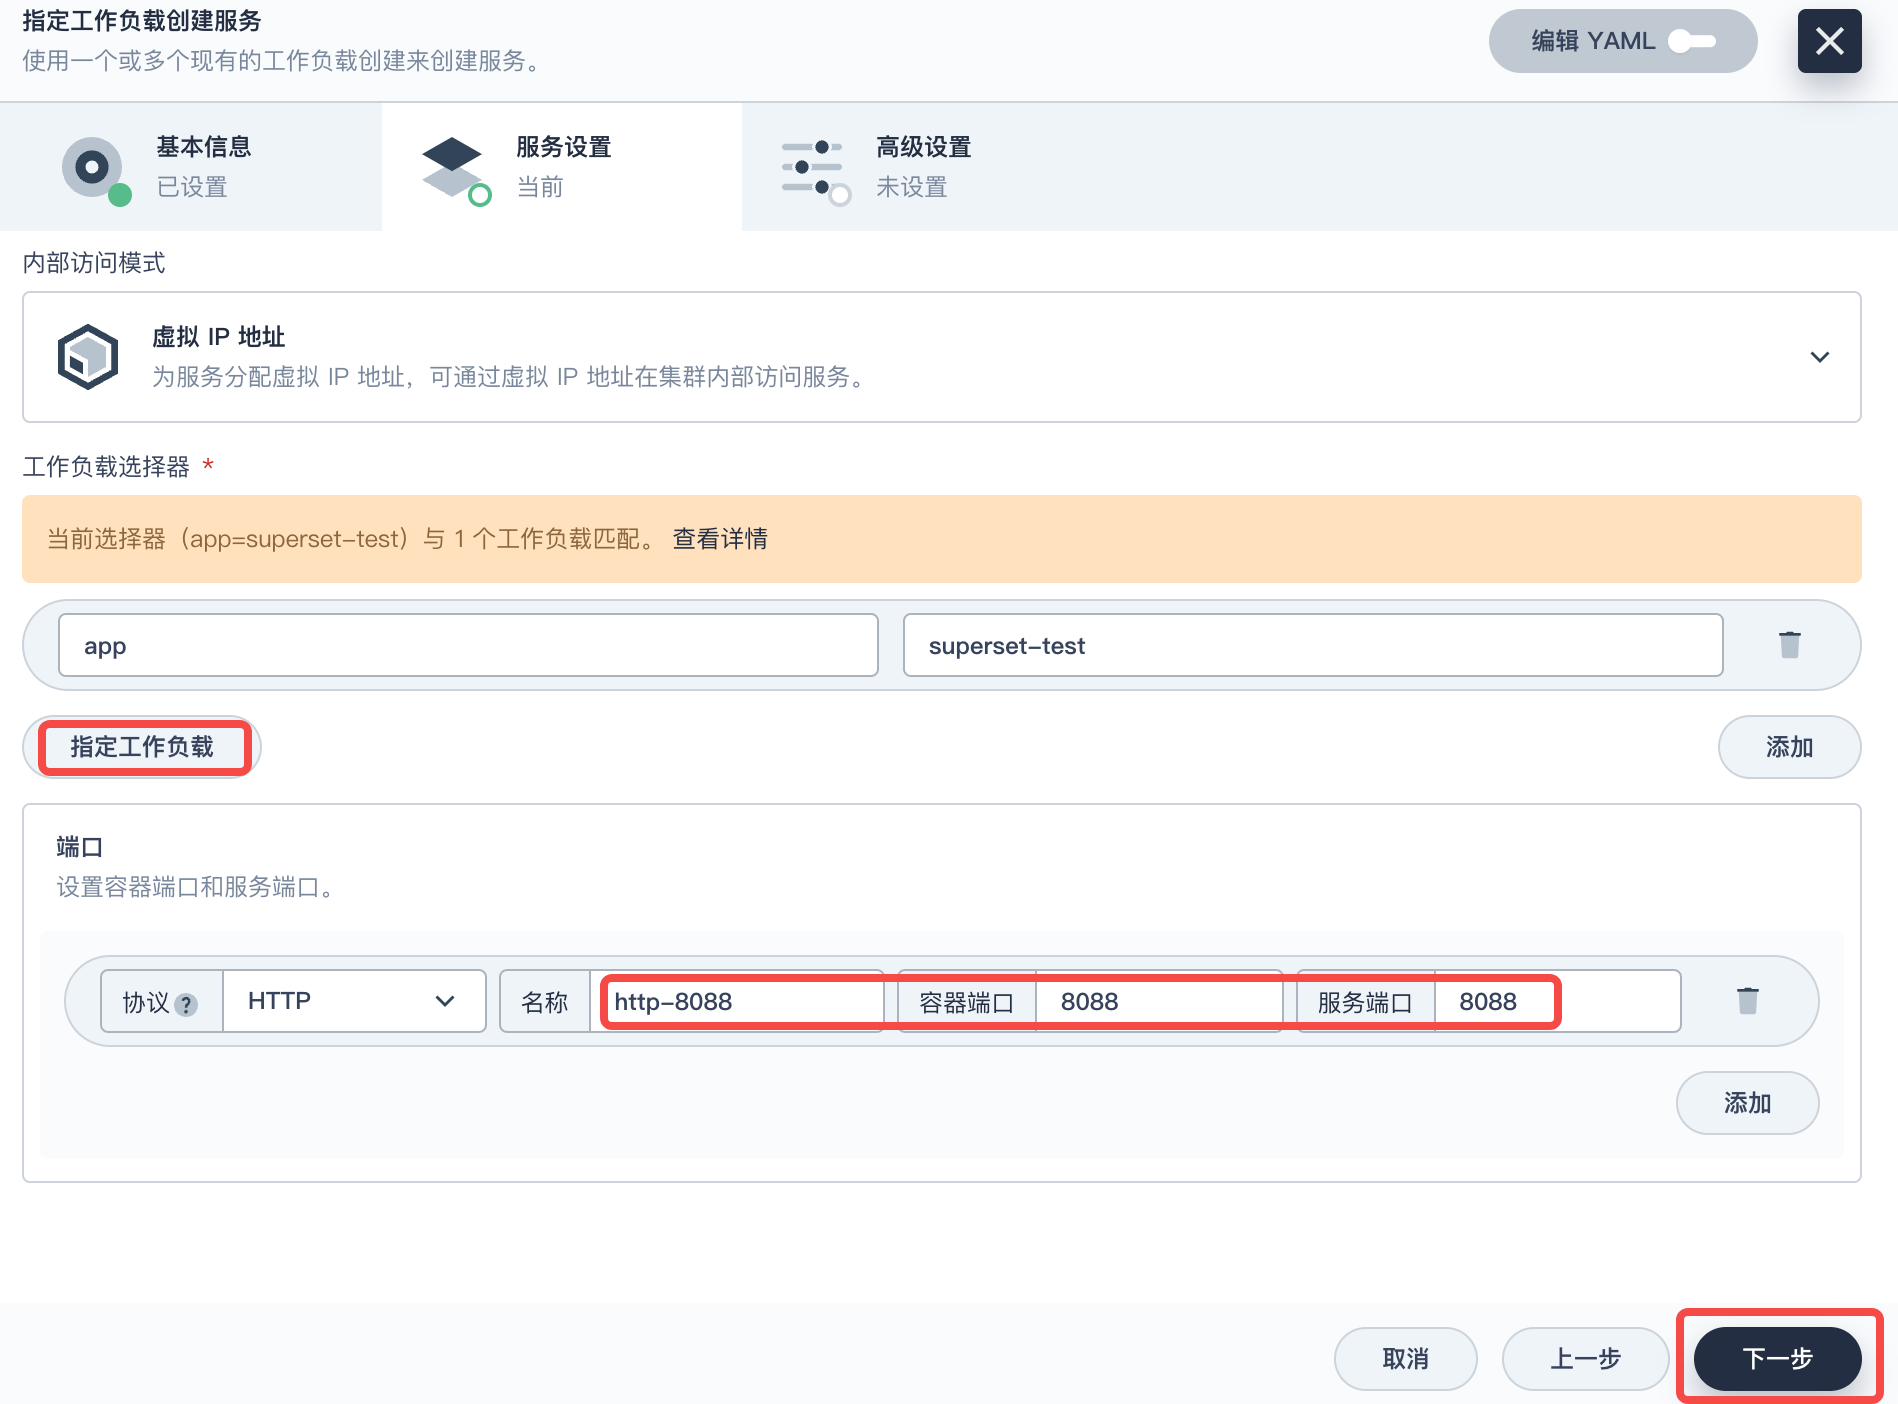 指定工作负载创建服务
使用一个或多个现有的工作负载创建来创建服务。
编辑 YAML
基本信息
已设置
服务设置
当前
高级设置
未设置
内部访问模式
虚拟 IP 地址
为服务分配虚拟 IP 地址，可通过虚拟 IP 地址在集群内部访问服务。
工作负载选择器 *
当前选择器（app=superset-test）与 1 个工作负载匹配。 查看详情
app
superset-test
指定工作负载
添加
端口
设置容器端口和服务端口。
协议 ? HTTP 名称 http-8088 容器端口 8088 服务端口 8088
添加
取消
上一步
下一步